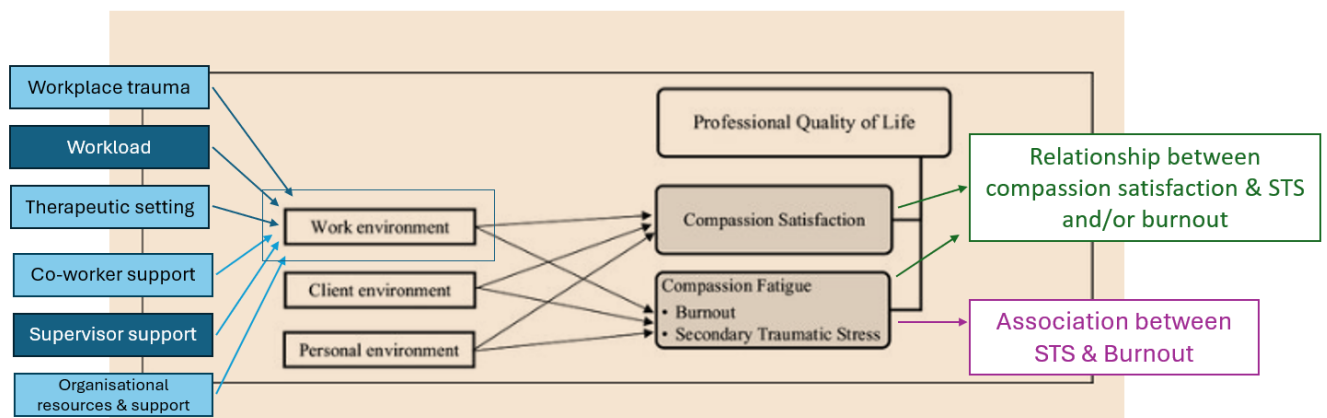 Workplace trauma
Workload
Therapeutic setting
Co-worker support
Supervisor support
Organisational
resources & support
Work environment
Client environment
Personal environment
Professional Quality of Life
Compassion Satisfaction
Compassion Fatigue
• Burnout
• Secondary Traumatic Stress
Relationship between
compassion satisfaction & STS
and/or burnout
Association between
STS & Burnout